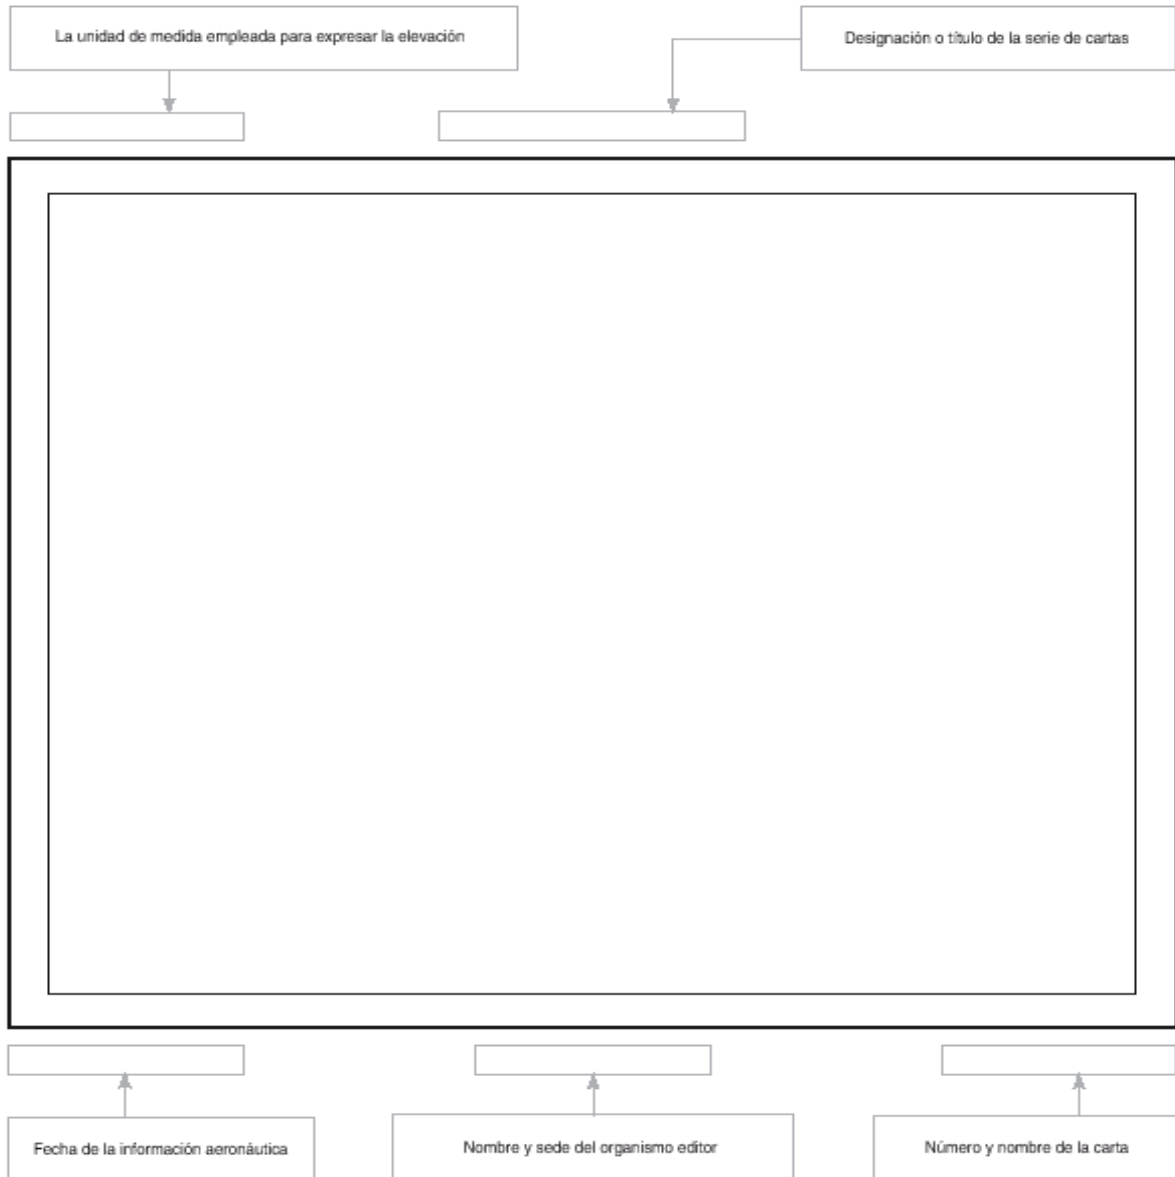 La unidad de medida empleada para expresar la elevación
Designación o título de la serie de cartas
Fecha de la información aeronáutica
Nombre y sede del organismo editor
Número y nombre de la carta